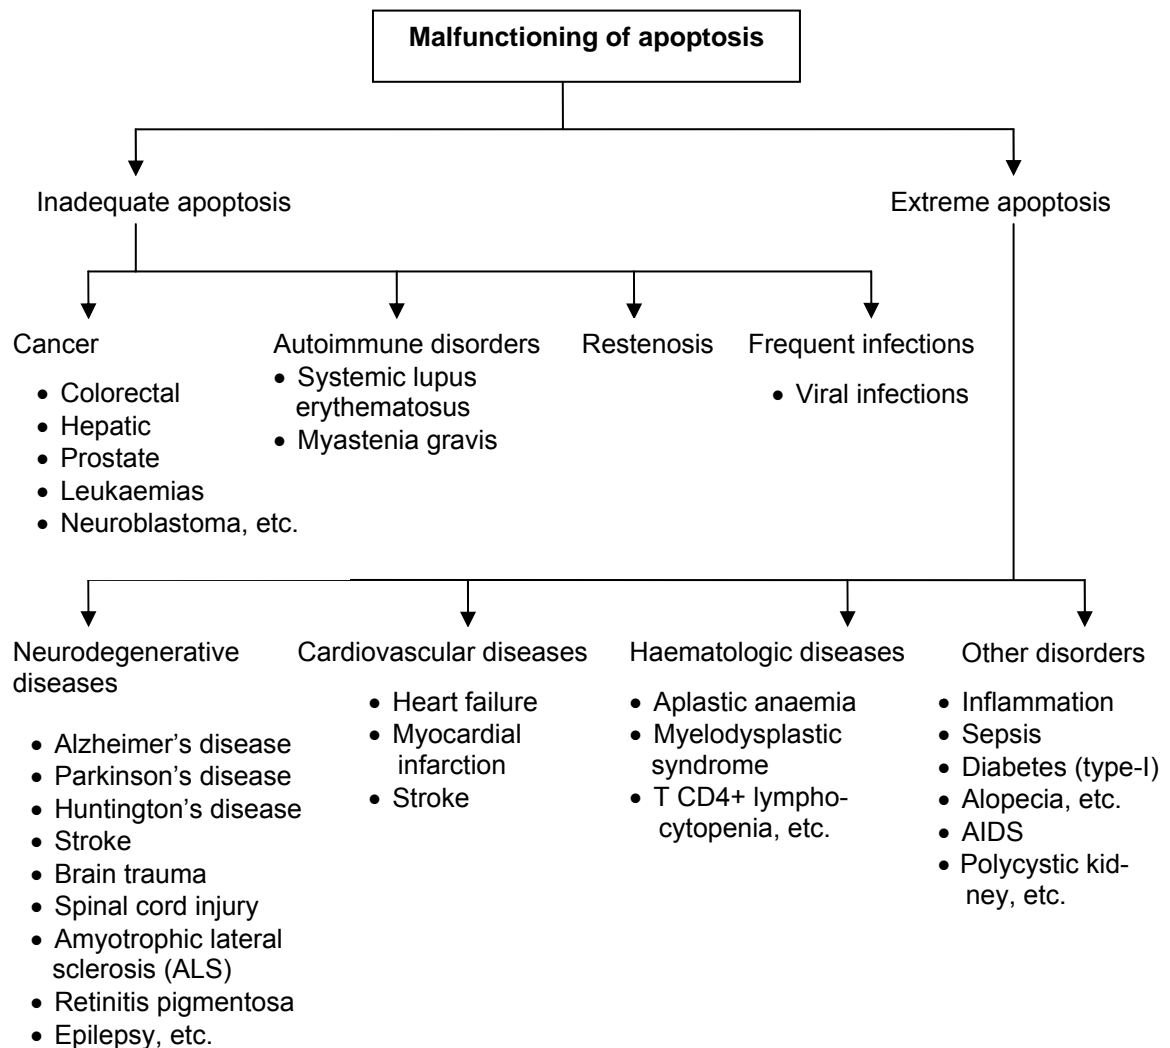 Malfunctioning of apoptosis
Inadequate apoptosis
Extreme apoptosis
Cancer
• Colorectal
• Hepatic
• Prostate
• Leukaemias
• Neuroblastoma, etc.
Autoimmune disorders
• Systemic lupus
erythematosus
• Myastenia gravis
Restenosis
Frequent infections
• Viral infections
Neurodegenerative
diseases
• Alzheimer’s disease
• Parkinson’s disease
• Huntington’s disease
• Stroke
• Brain trauma
• Spinal cord injury
• Amyotrophic lateral
sclerosis (ALS)
• Retinitis pigmentosa
• Epilepsy, etc.
Cardiovascular diseases
• Heart failure
• Myocardial
infarction
• Stroke
Haematologic diseases
• Aplastic anaemia
• Myelodysplastic
syndrome
• T CD4+ lympho-
cytopenia, etc.
Other disorders
• Inflammation
• Sepsis
• Diabetes (type-I)
• Alopecia, etc.
• AIDS
• Polycystic kid-
ney, etc.